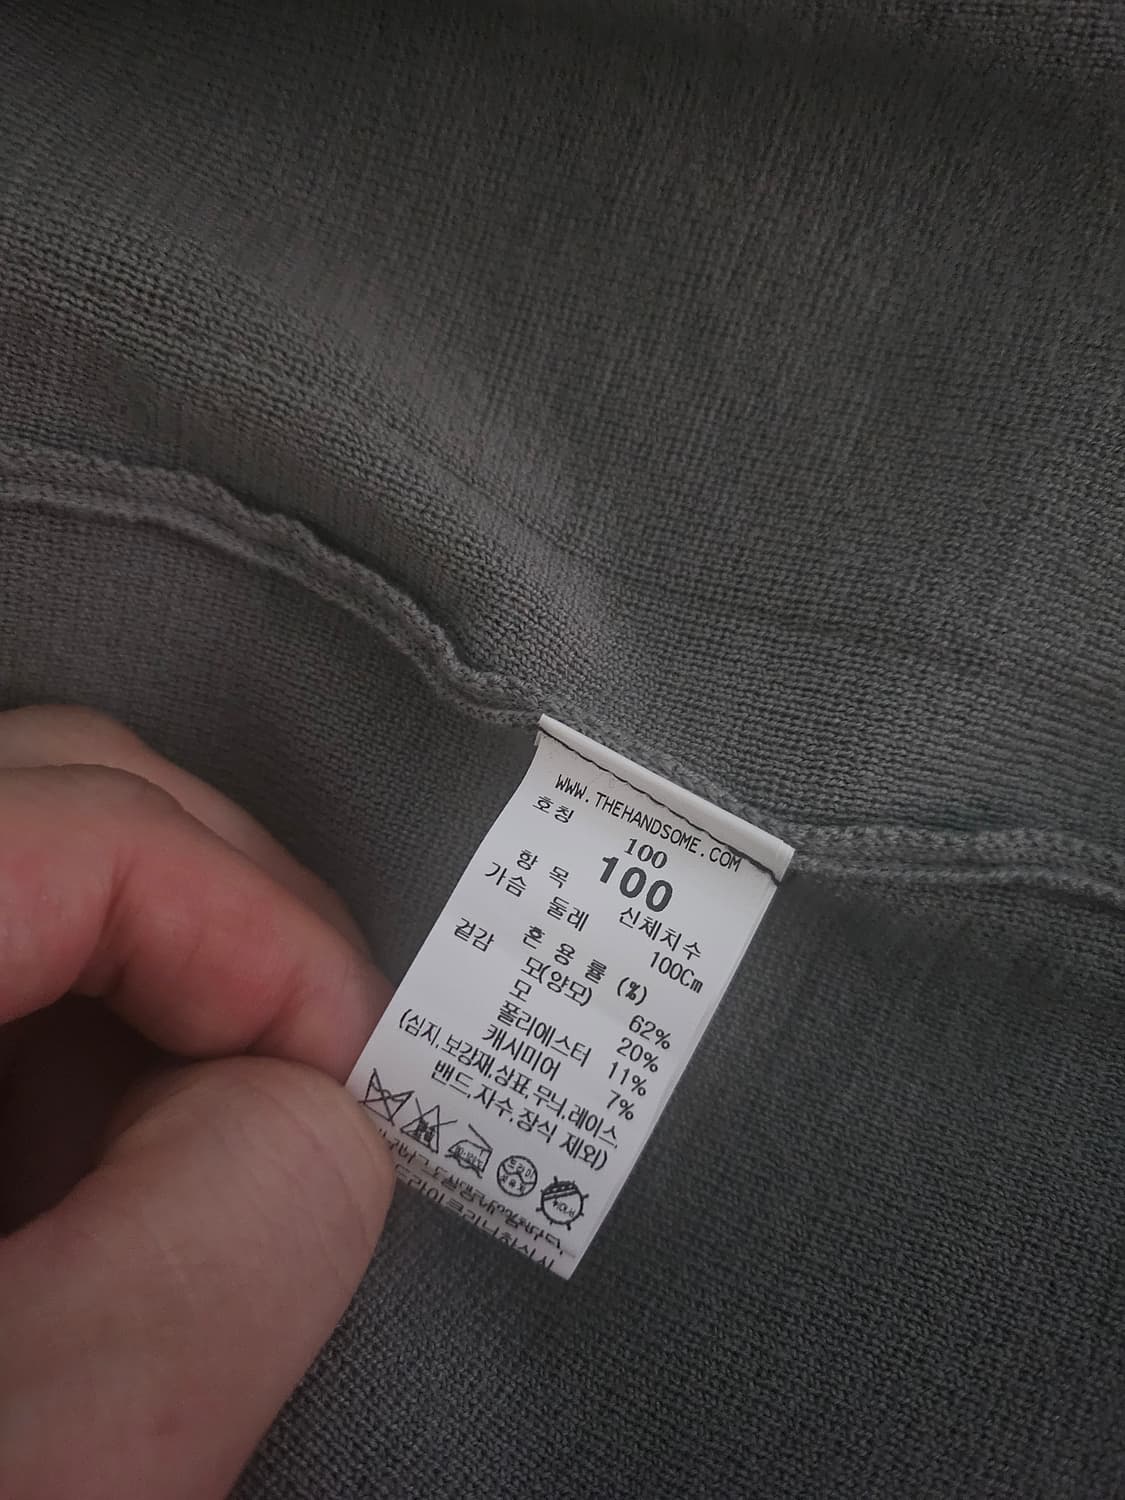 WWW.THEHANDSOME.COM
호칭 100
100
항 목 신체치수
가슴 둘레 100Cm
혼 용 률 (%)
겉감 모(양모) 62%
모 20%
폴리에스터 11%
캐시미어 7%
(심지,보강재,상표,무늬,레이스,
밴드,자수,장식 제외)
드라이